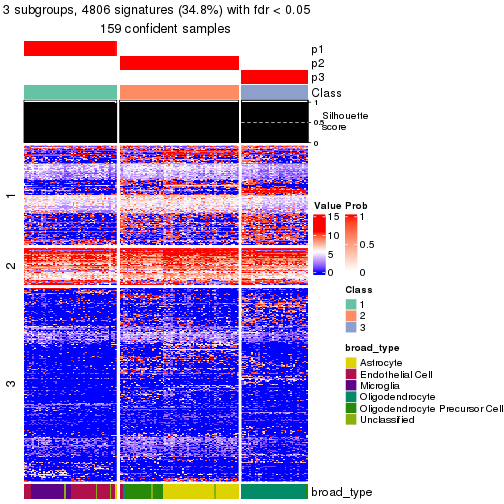 3 subgroups, 4806 signatures (34.8%) with fdr < 0.05
159 confident samples
p1
p2
p3
Class
1
0.5
0
Silhouette
score
1
2
3
Value
15
10
5
0
Prob
1
0.5
0
Class
1
2
3
broad_type
Astrocyte
Endothelial Cell
Microglia
Oligodendrocyte
Oligodendrocyte Precursor Cell
Unclassified
broad_type